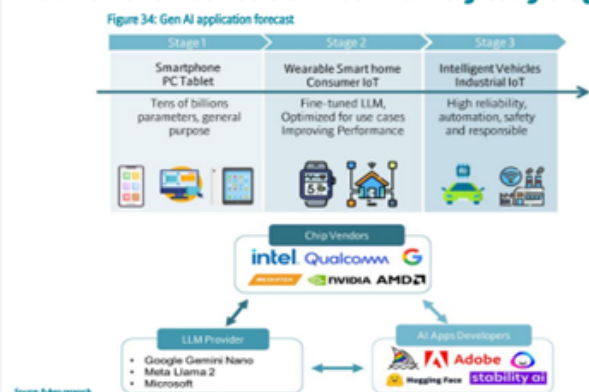 Figure 34: Gen AI application forecast
Stage 1
Stage 2
Stage 3
Smartphone
PC Tablet
Wearable Smart home
Consumer IoT
Intelligent Vehicles
Industrial IoT
Tens of billions
parameters, general
purpose
Fine-tuned LLM,
Optimized for use cases
Improving Performance
High reliability,
automation, safety
and responsible
Chip Vendors
intel. Qualcomm G
MEDIATEK NVIDIA AMD
LLM Provider
• Google Gemini Nano
• Meta Llama 2
• Microsoft
AI Apps Developers
Adobe
Hugging Face stability ai